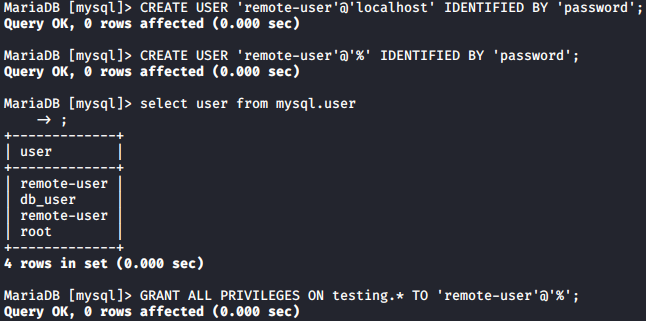 MariaDB [mysql]> CREATE USER 'remote-user'@'localhost' IDENTIFIED BY 'password';
Query OK, 0 rows affected (0.000 sec)
MariaDB [mysql]> CREATE USER 'remote-user'@'%' IDENTIFIED BY 'password';
Query OK, 0 rows affected (0.000 sec)
MariaDB [mysql]> select user from mysql.user
    -> ;
+-------------+
| user        |
+-------------+
| remote-user |
| db_user     |
| remote-user |
| root        |
+-------------+
4 rows in set (0.000 sec)
MariaDB [mysql]> GRANT ALL PRIVILEGES ON testing.* TO 'remote-user'@'%';
Query OK, 0 rows affected (0.000 sec)